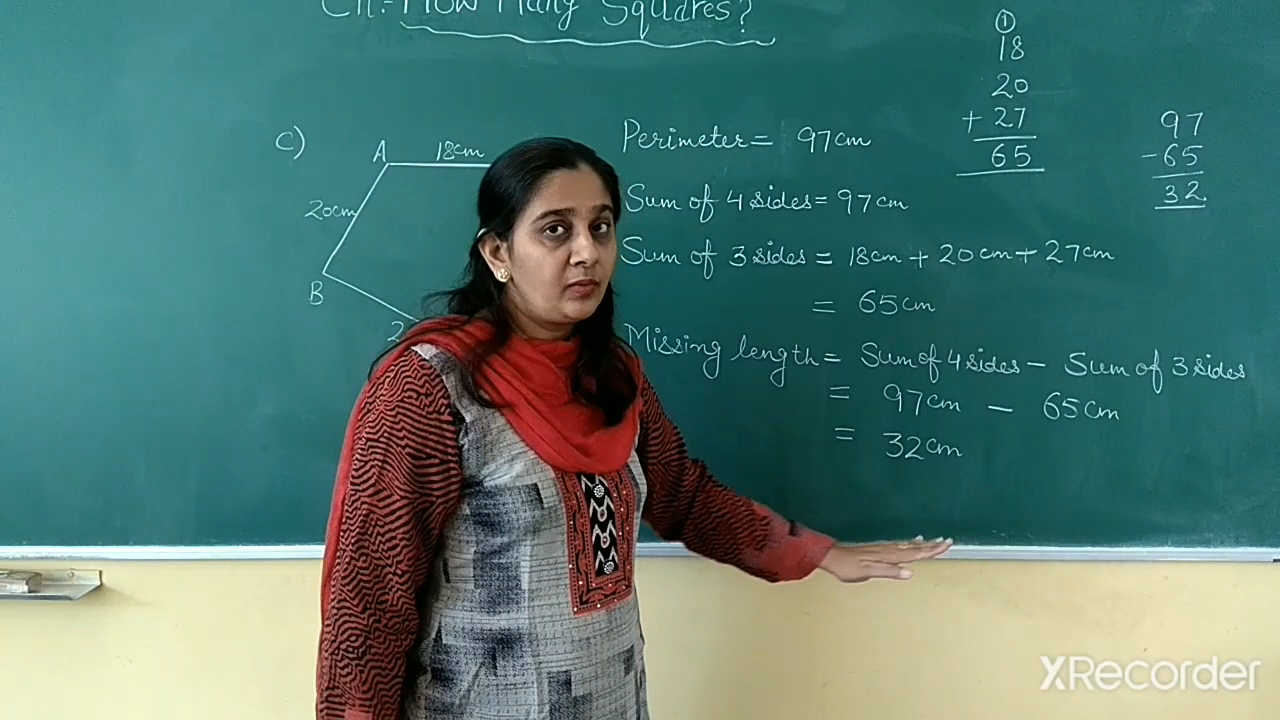 Ch:- How Many Squares?
C)
A
18cm
20cm
B
2
Perimeter = 97cm
Sum of 4 sides = 97cm
Sum of 3 sides = 18cm + 20cm + 27cm
= 65cm
Missing length = Sum of 4 sides - Sum of 3 sides
= 97cm - 65cm
= 32cm
1
18
20
+ 27
65
97
- 65
32
XRecorder